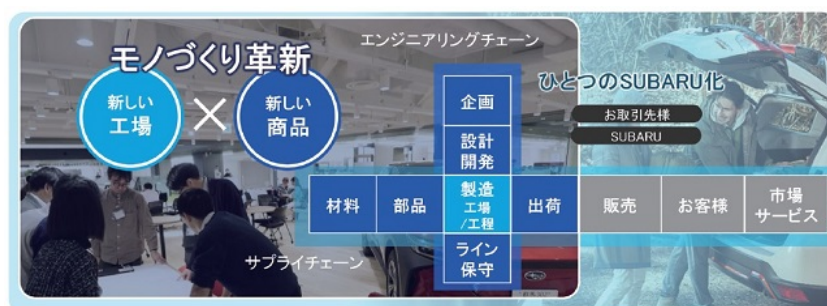 モノづくり革新
エンジニアリングチェーン
新しい
工場
×
新しい
商品
企画
設計
開発
ひとつのSUBARU化
お取引先様
SUBARU
材料
部品
製造
工場
/工程
出荷
販売
お客様
市場
サービス
ライン
保守
サプライチェーン